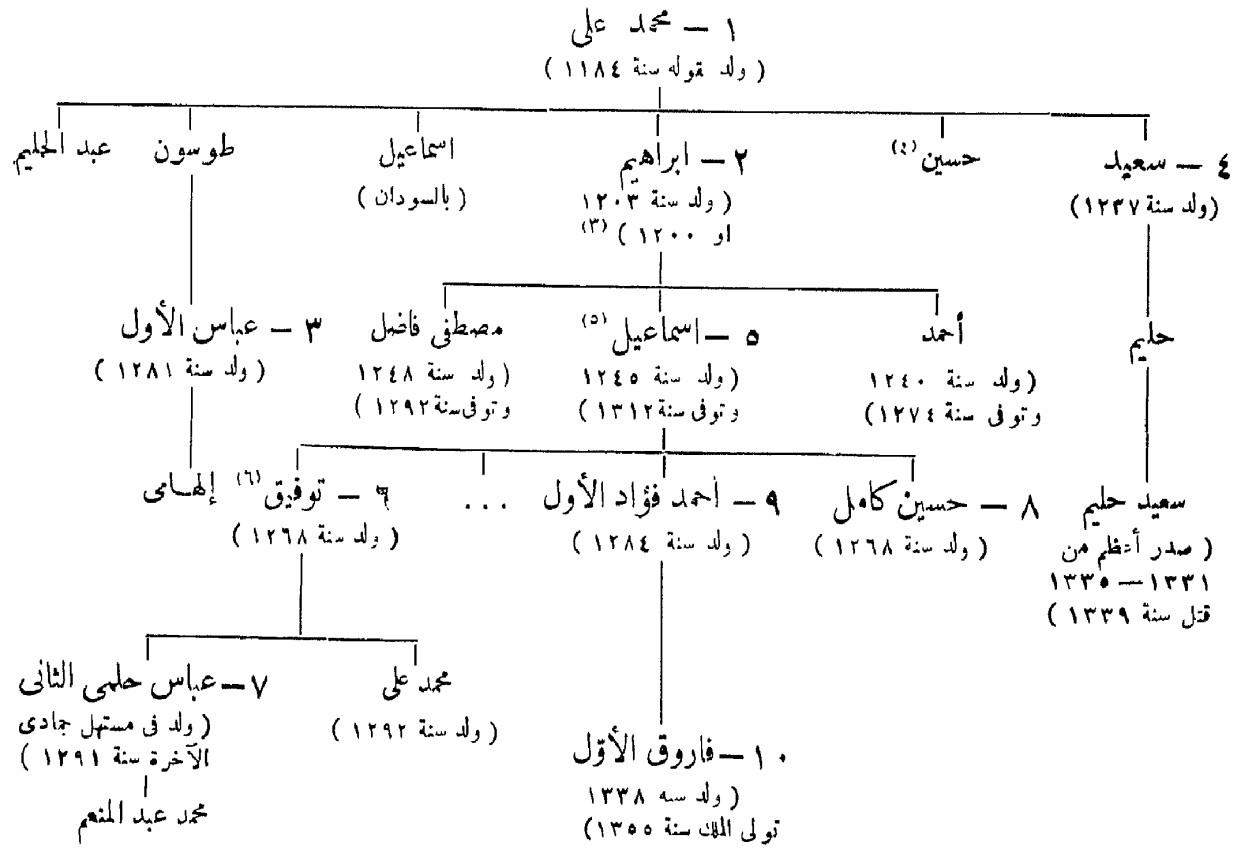 ١ — محمد على
( ولد بقوله سنة ١١٨٤ )
٤ — سعيد
(ولد سنة ١٢٣٧)
حسين (٤)
٢ — ابراهيم
( ولد سنة ١٢٠٣
او ١٢٠٠ ) (٣)
اسماعيل
( بالسودان )
طوسون
عبد الحليم
حليم
أحمد
( ولد سنة ١٢٤٠
وتوفى سنة ١٢٧٤)
٥ — اسماعيل (٥)
( ولد سنة ١٢٤٥
وتوفى سنة ١٣١٢)
مصطفى فاضل
( ولد سنة ١٢٤٨
وتوفى سنة ١٢٩٢ )
٣ — عباس الأول
( ولد سنة ١٢٨١ )
سعيد حليم
( صدر أعظم من
١٣٣١ — ١٣٣٥
قتل سنة ١٣٣٩ )
٨ — حسين كامل
( ولد سنة ١٢٦٨ )
٩ — احمد فؤاد الأول
( ولد سنة ١٢٨٤ )
...
٦ — توفيق (٦)
( ولد سنة ١٢٦٨ )
إلهامى
محمد على
( ولد سنة ١٢٩٢ )
٧ — عباس حلمى الثانى
( ولد فى مستهل جمادى
الآخرة سنة ١٢٩١ )
محمد عبد المنعم
١٠ — فاروق الأوّل
( ولد سنه ١٣٣٨
تولى الملك سنة ١٣٥٥)